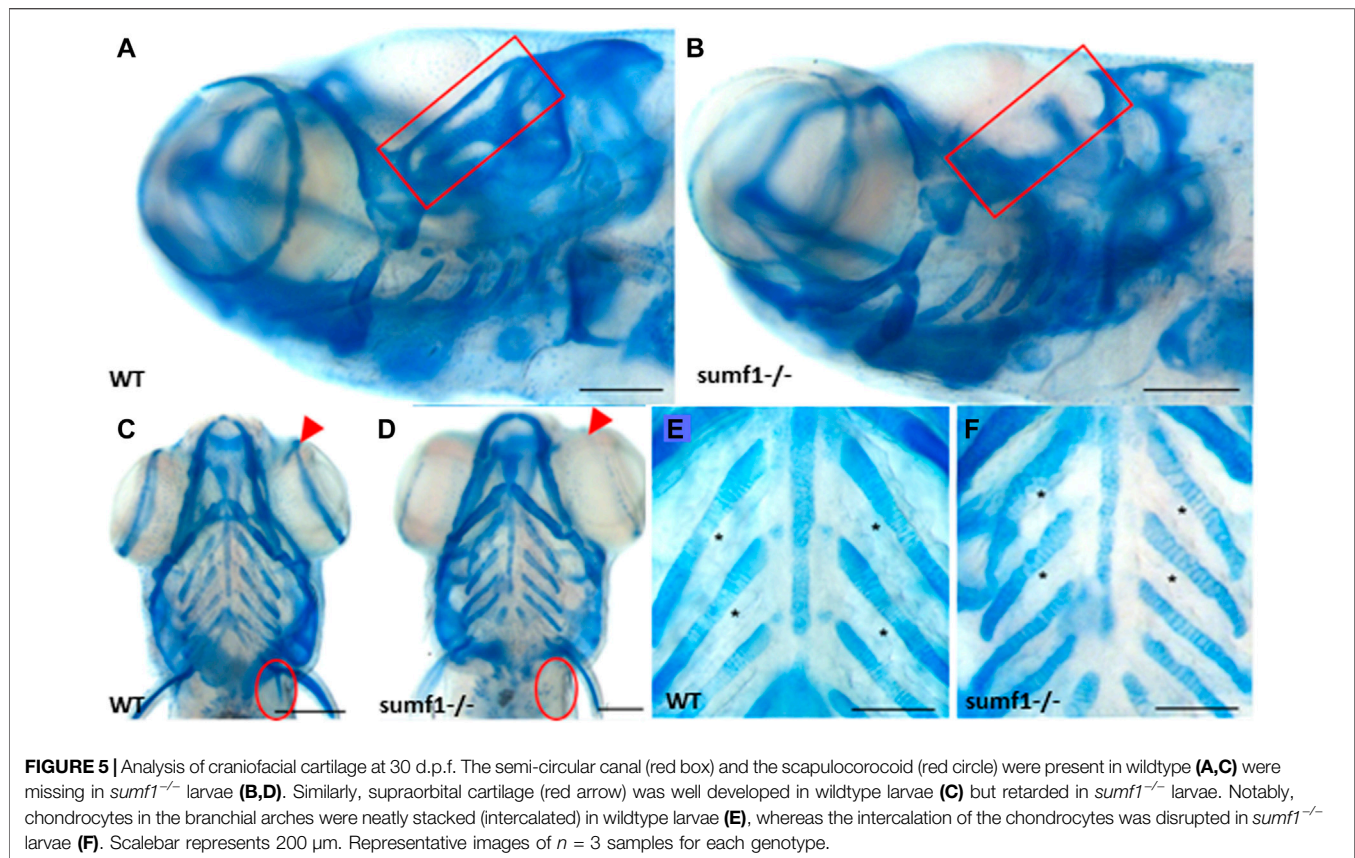 A
B
WT
sumf1-/-
C
D
E
F
WT
sumf1-/-
WT
sumf1-/-
* * * *
* * * *
FIGURE 5 | Analysis of craniofacial cartilage at 30 d.p.f. The semi-circular canal (red box) and the scapulocorocoid (red circle) were present in wildtype (A,C) were
missing in sumf1−/− larvae (B,D). Similarly, supraorbital cartilage (red arrow) was well developed in wildtype larvae (C) but retarded in sumf1−/− larvae. Notably,
chondrocytes in the branchial arches were neatly stacked (intercalated) in wildtype larvae (E), whereas the intercalation of the chondrocytes was disrupted in sumf1−/−
larvae (F). Scalebar represents 200 μm. Representative images of n = 3 samples for each genotype.